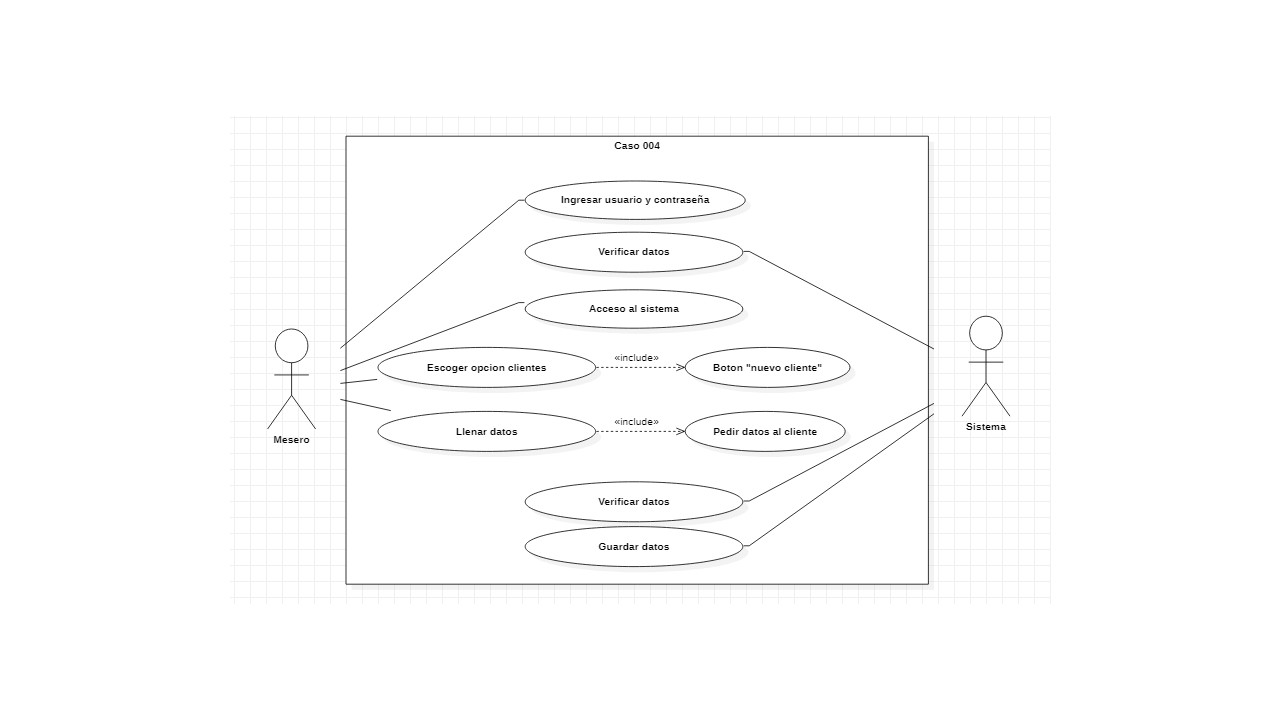 Caso 004
Ingresar usuario y contraseña
Verificar datos
Acceso al sistema
«include»
Escoger opcion clientes
Boton "nuevo cliente"
«include»
Llenar datos
Pedir datos al cliente
Mesero
Sistema
Verificar datos
Guardar datos